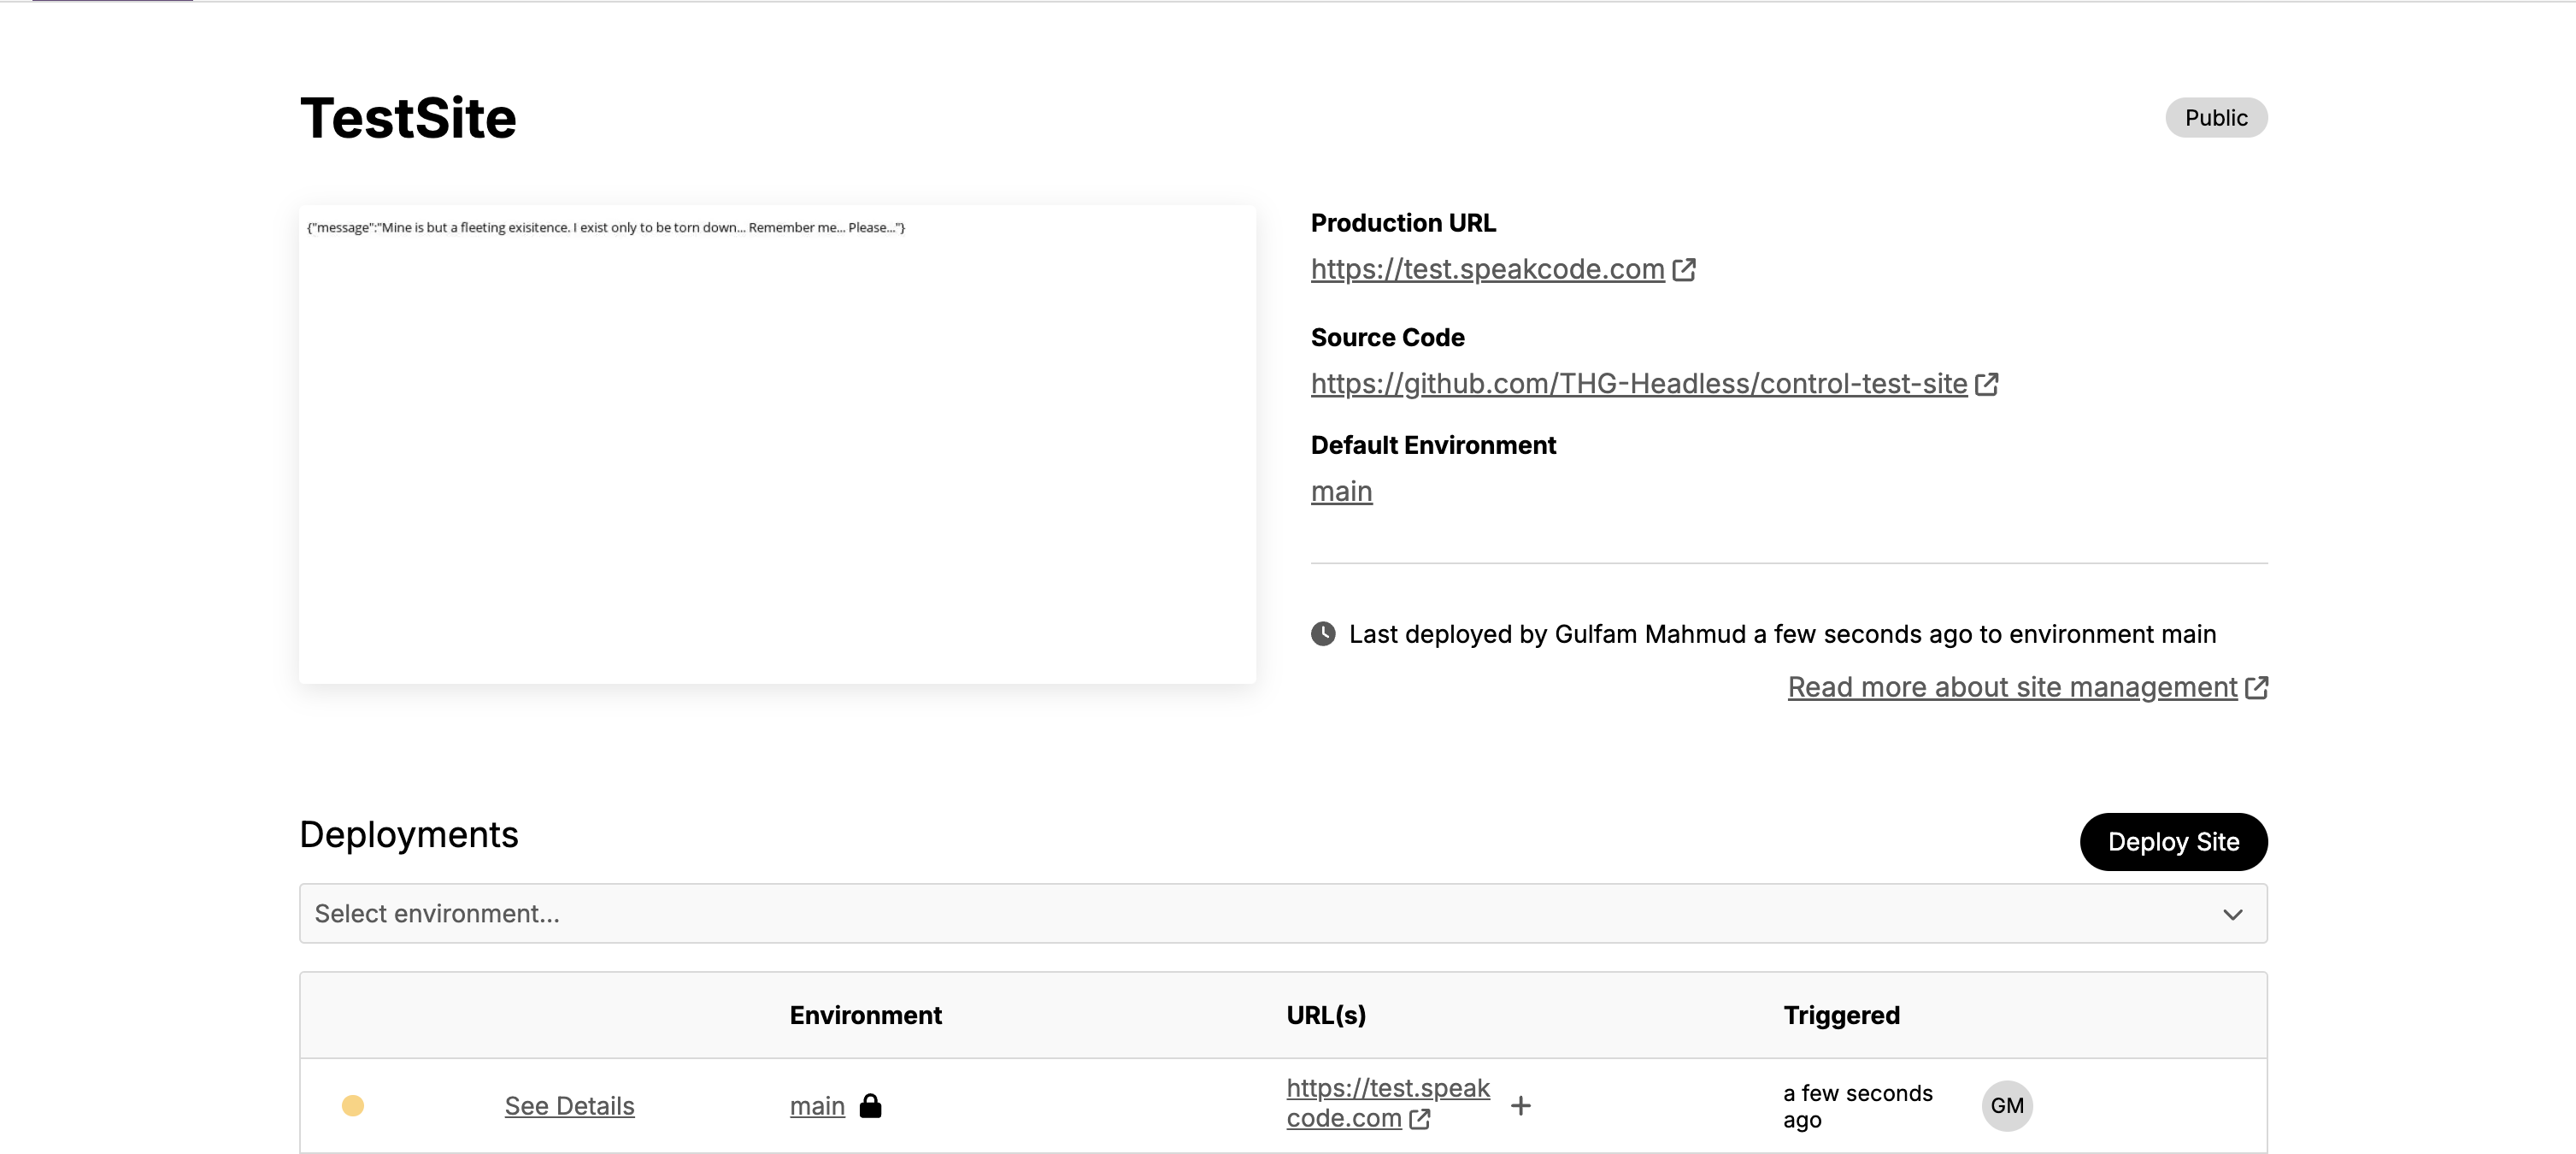 TestSite
Public
{"message":"Mine is but a fleeting exisitence. I exist only to be torn down... Remember me... Please..."}
Production URL
https://test.speakcode.com
Source Code
https://github.com/THG-Headless/control-test-site
Default Environment
main
Last deployed by Gulfam Mahmud a few seconds ago to environment main
Read more about site management
Deployments
Deploy Site
Select environment...
Environment
URL(s)
Triggered
See Details
main
https://test.speak
code.com
a few seconds
ago
GM